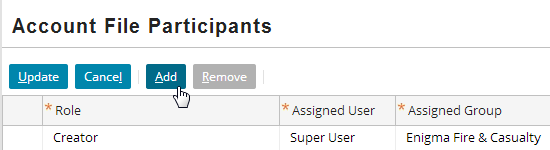 Account File Participants
Update Cancel Add Remove
* Role * Assigned User * Assigned Group
Creator Super User Enigma Fire & Casualty